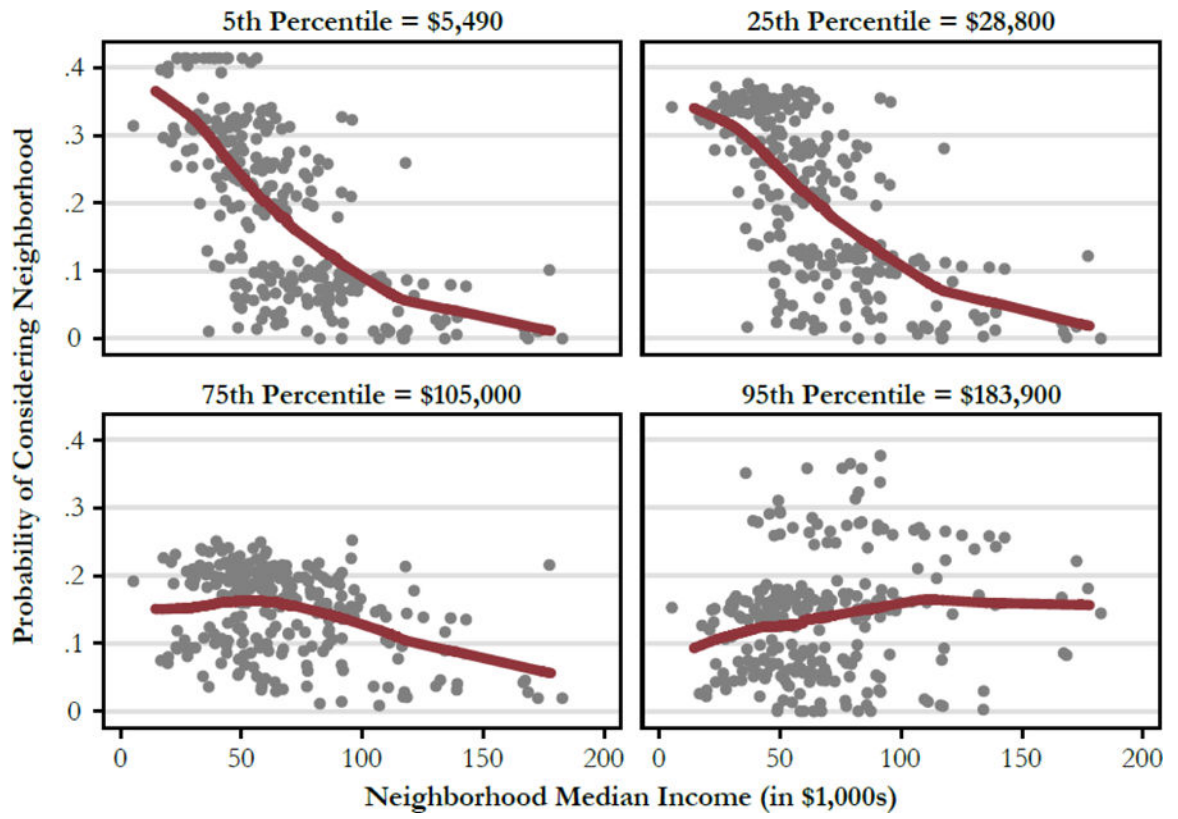 5th Percentile = $5,490
25th Percentile = $28,800
.4
.3
.2
.1
0
75th Percentile = $105,000
95th Percentile = $183,900
.4
.3
.2
.1
0
Probability of Considering Neighborhood
0 50 100 150 200
0 50 100 150 200
Neighborhood Median Income (in $1,000s)